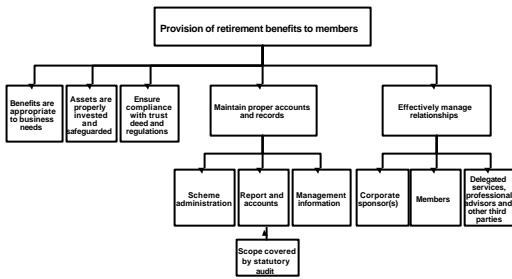 Provision of retirement benefits to members
Benefits are
appropriate
to business
needs
Assets are
properly
invested
and
safeguarded
Ensure
compliance
with trust
deed and
regulations
Maintain proper accounts
and records
Effectively manage
relationships
Scheme
administration
Report and
accounts
Management
information
Corporate
sponsor(s)
Members
Delegated
services,
professional
advisors and
other third
parties
Scope covered
by statutory
audit